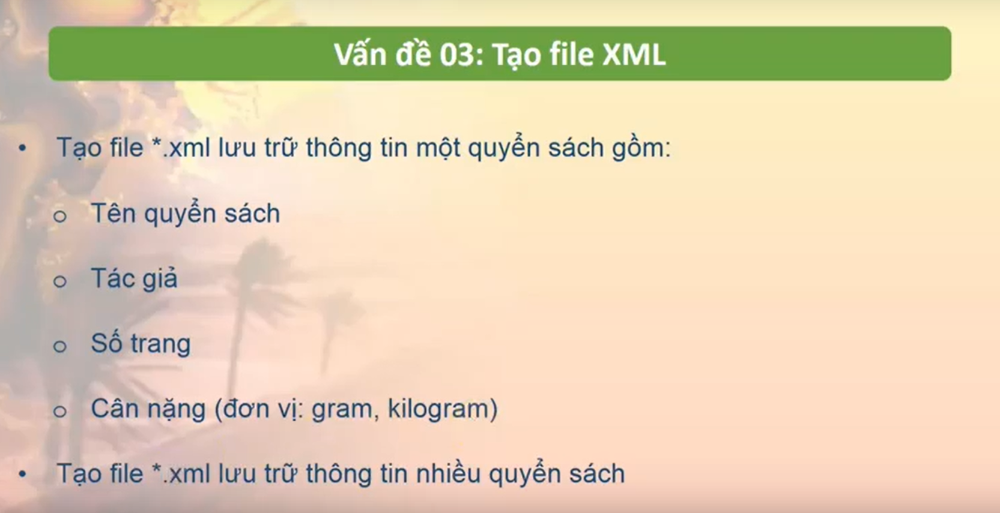 Vấn đề 03: Tạo file XML
• Tạo file *.xml lưu trữ thông tin một quyển sách gồm:
o Tên quyển sách
o Tác giả
o Số trang
o Cân nặng (đơn vị: gram, kilogram)
• Tạo file *.xml lưu trữ thông tin nhiều quyển sách